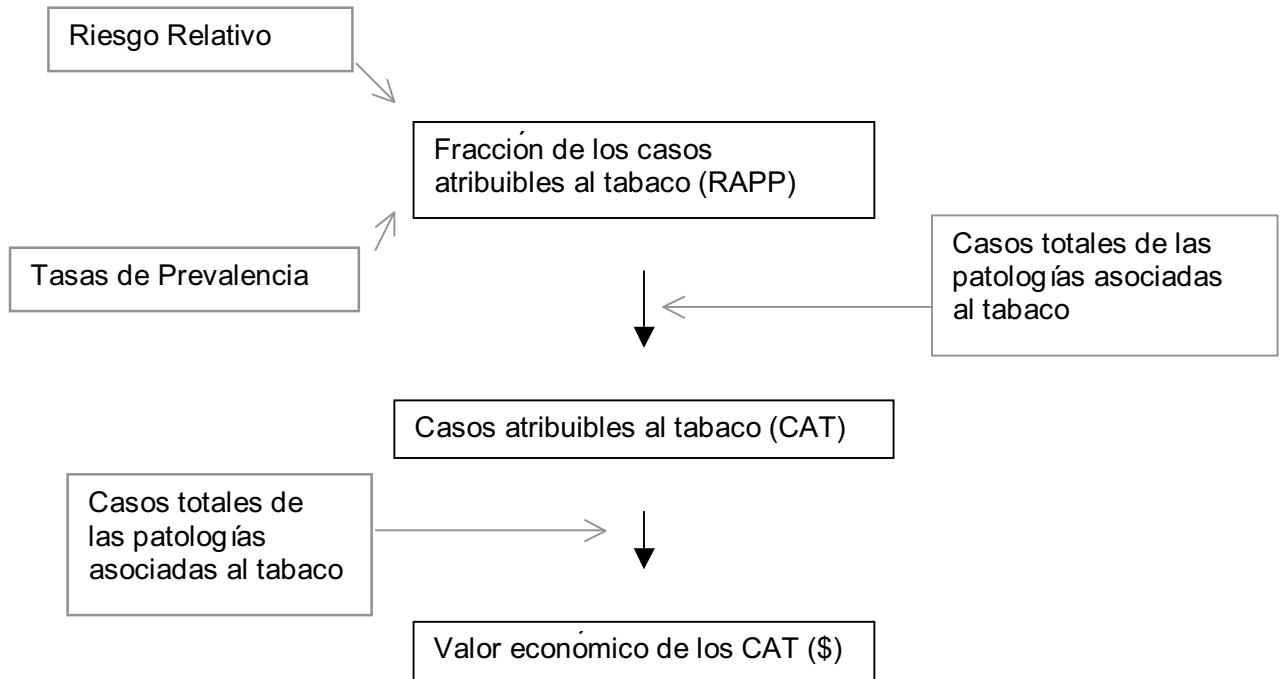 Riesgo Relativo
Fracción de los casos
atribuibles al tabaco (RAPP)
Tasas de Prevalencia
Casos totales de las
patologías asociadas
al tabaco
Casos atribuibles al tabaco (CAT)
Casos totales de
las patologías
asociadas al tabaco
Valor económico de los CAT ($)